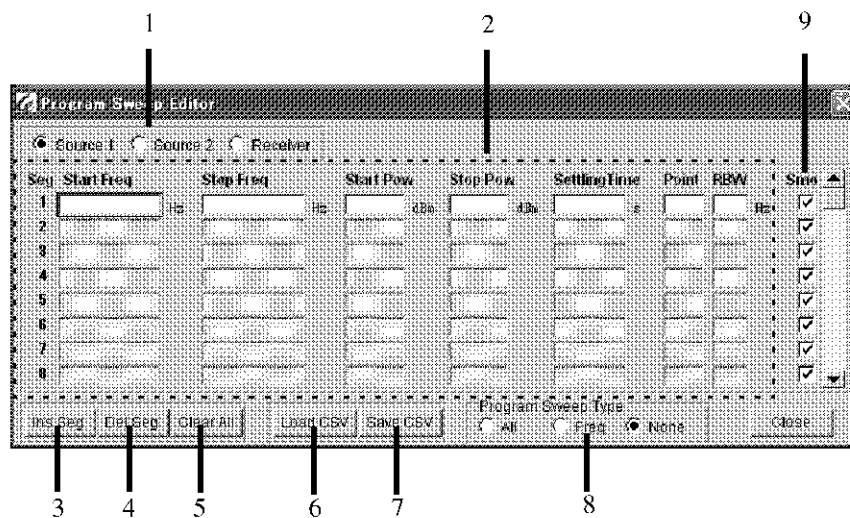 1 2 9
Program Sweep Editor
Source 1 Source 2 Receiver
Seg Start Freq Stop Freq Start Pow Stop Pow SettlingTime Point RBW Smo
1 Hz Hz dBm dBm s Hz
2
3
4
5
6
7
8
Program Sweep Type
Ins Seg Del Seg Clear All Load CSV Save CSV All Freq None Close
3 4 5 6 7 8